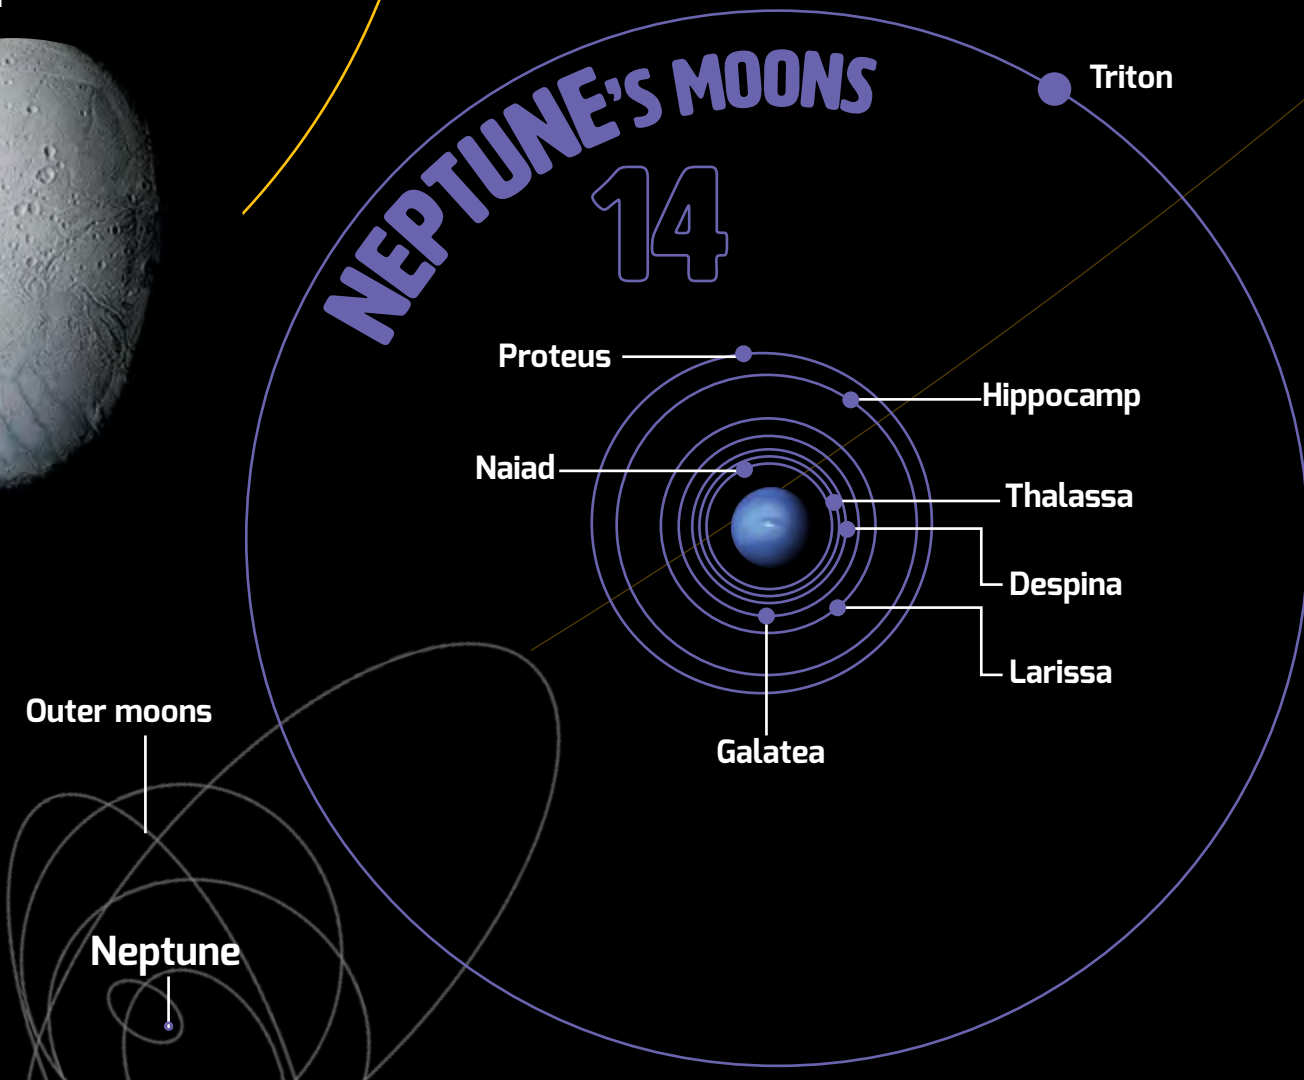 NEPTUNE's MOONS
14
Triton
Proteus
Hippocamp
Naiad
Thalassa
Despina
Larissa
Galatea
Outer moons
Neptune